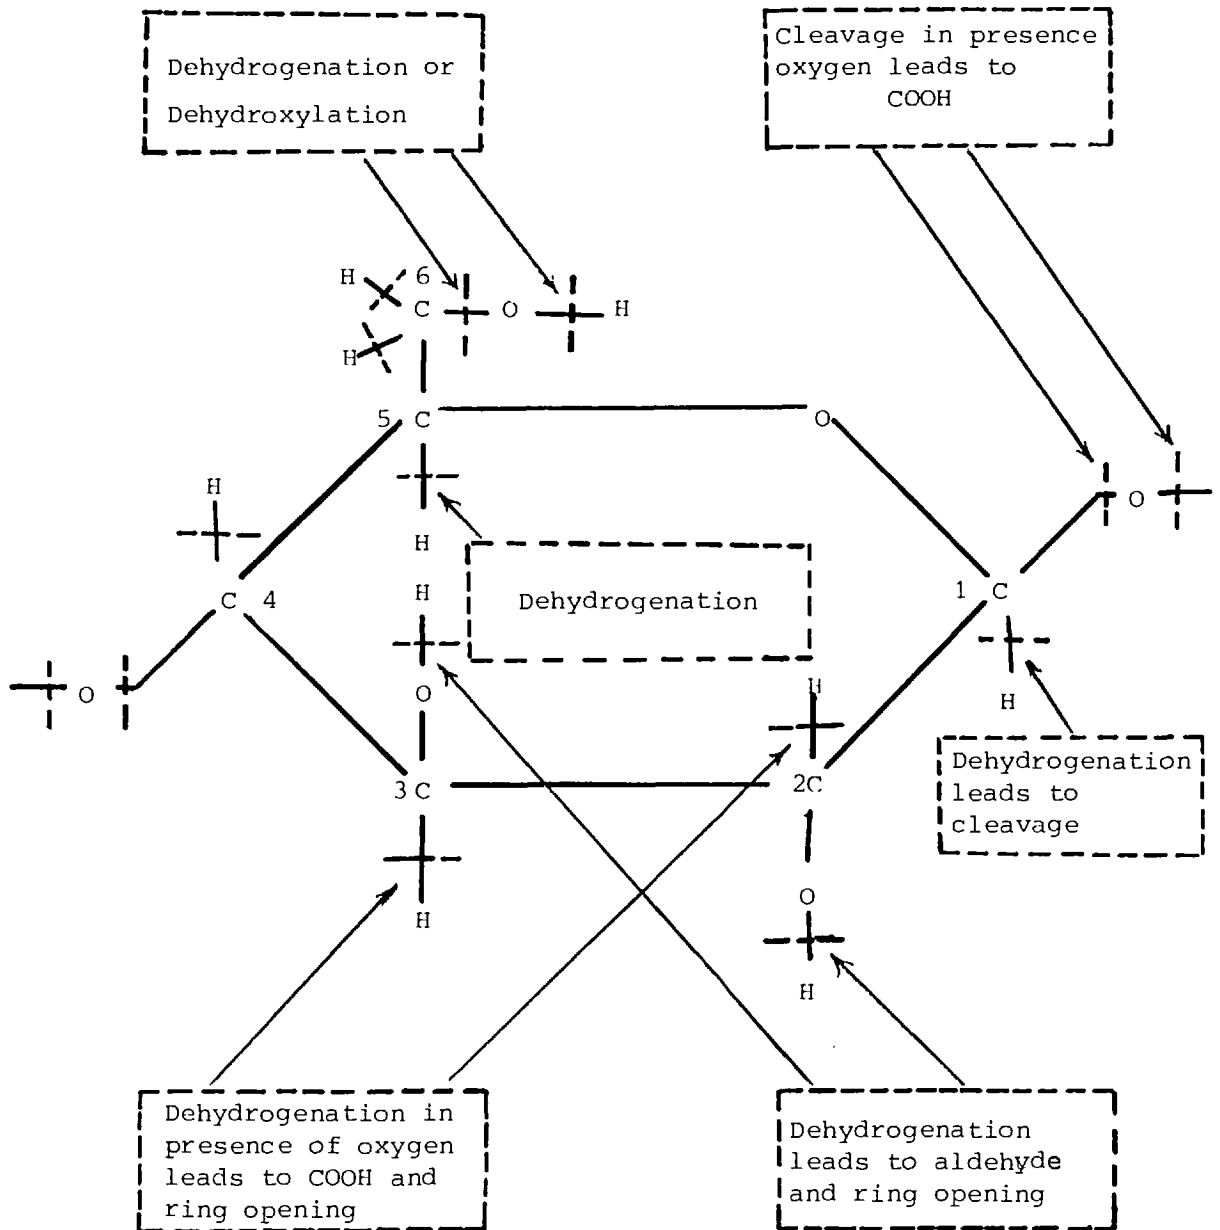 Dehydrogenation or
Dehydroxylation
Cleavage in presence
oxygen leads to
COOH
H 6
C O H
H
5 C O
H
O
H
H
C 4
1 C
Dehydrogenation
O
O
H
H
3 C
2C
Dehydrogenation
leads to
cleavage
O
H
H
Dehydrogenation in
presence of oxygen
leads to COOH and
ring opening
Dehydrogenation
leads to aldehyde
and ring opening